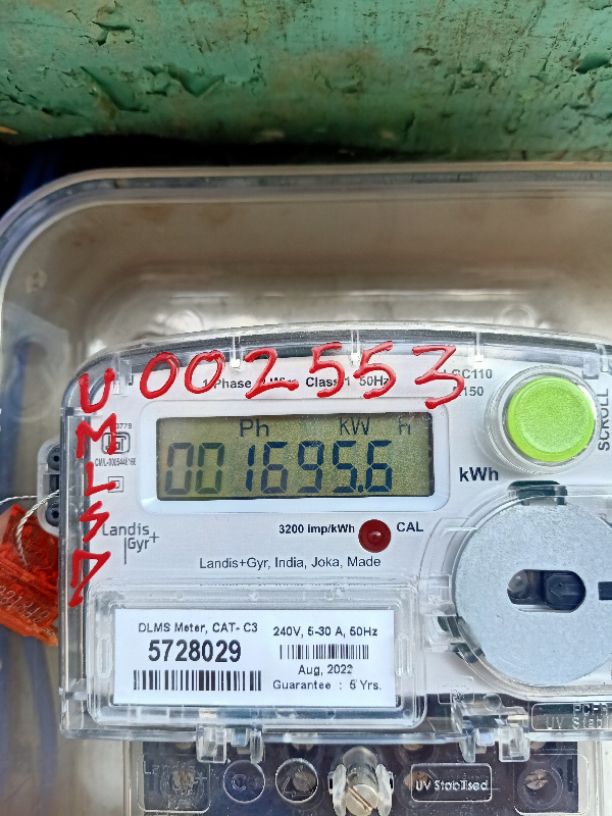 002553
UMLSD
1 Phase 2 Wire Class 1 50Hz
SCROLL
Ph kW h
001695.6
kWh
3200 imp/kWh CAL
Landis
Gyr+
Landis+Gyr, India, Joka, Made
DLMS Meter, CAT- C3
5728029
240V, 5-30 A, 50Hz
Aug, 2022
Guarantee : 5 Yrs.
UV Stabilised